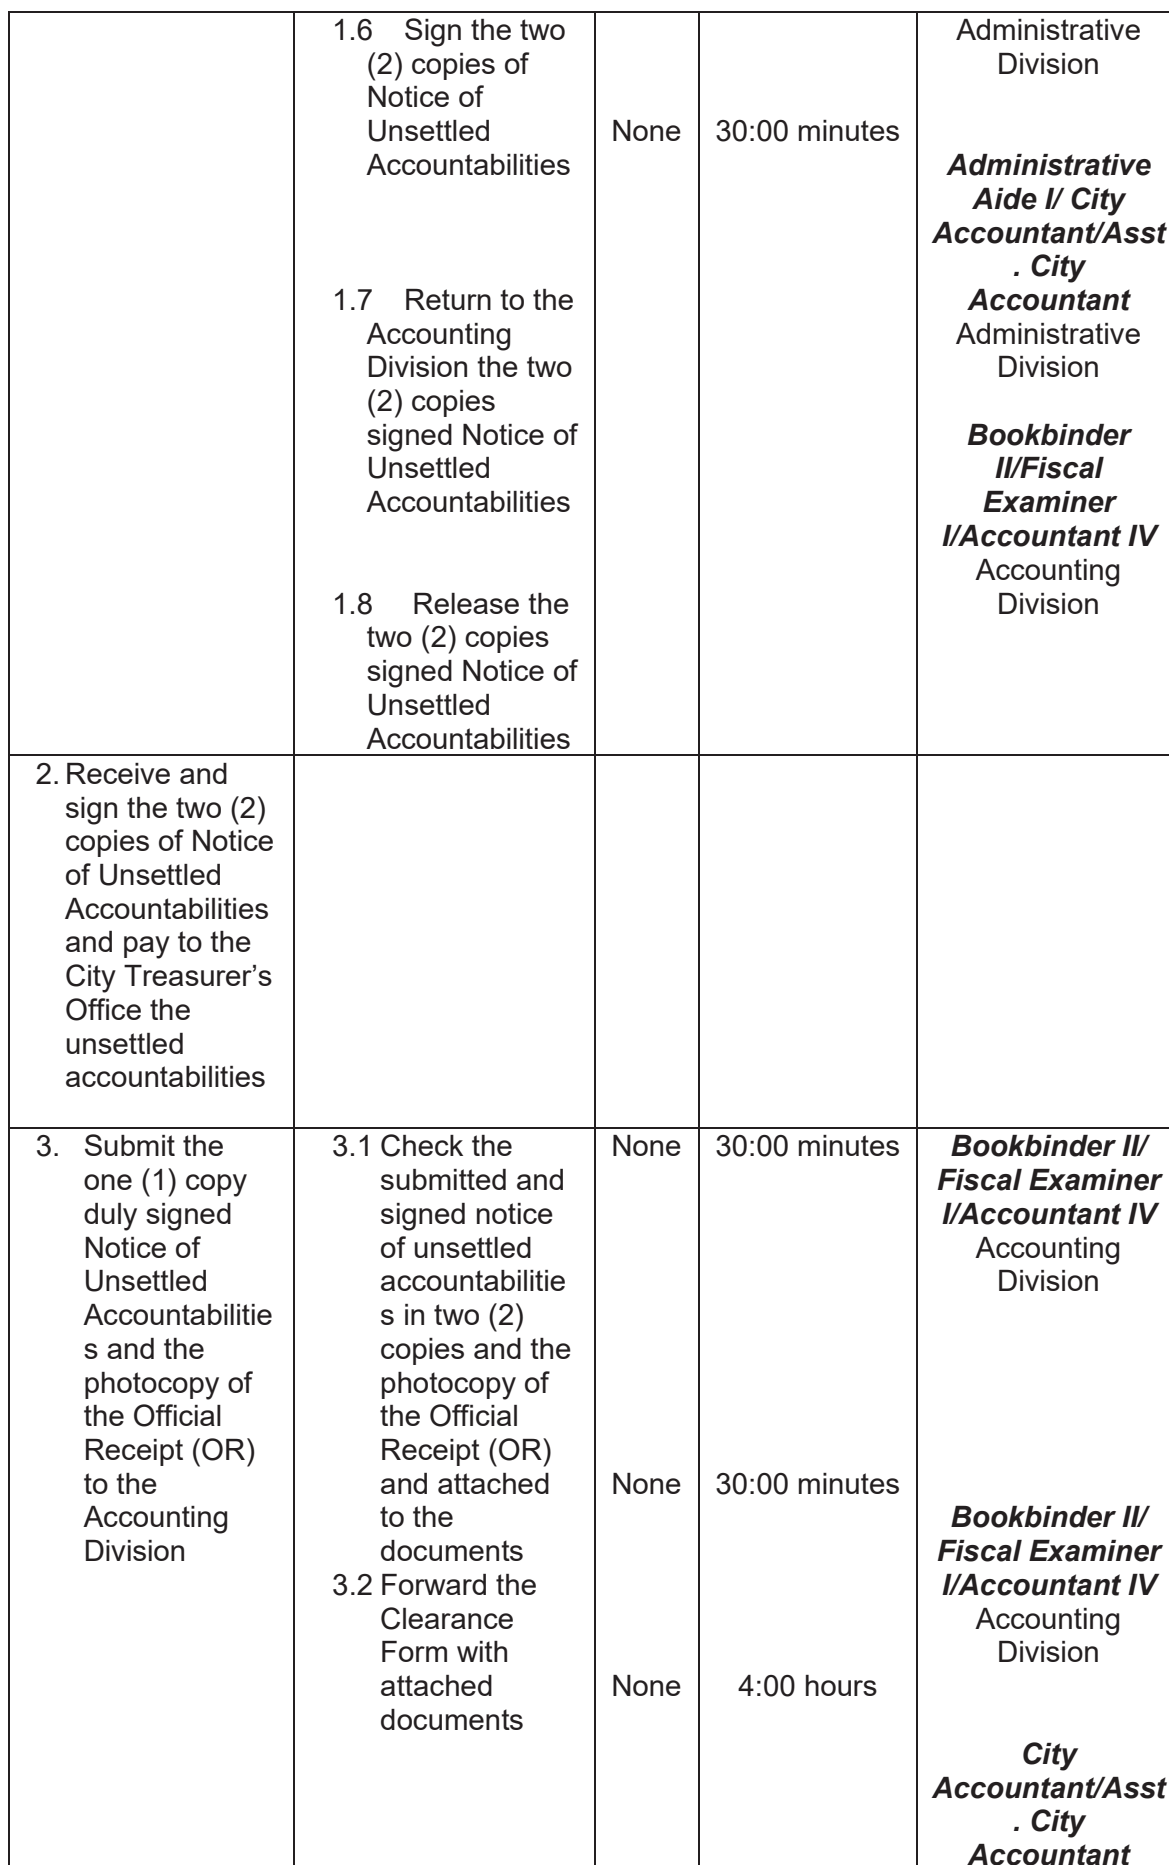 1.6 Sign the two
(2) copies of
Notice of
Unsettled
Accountabilities
1.7 Return to the
Accounting
Division the two
(2) copies
signed Notice of
Unsettled
Accountabilities
1.8 Release the
two (2) copies
signed Notice of
Unsettled
Accountabilities
None
30:00 minutes
Administrative
Division
Administrative
Aide I/ City
Accountant/Asst
. City
Accountant
Administrative
Division
Bookbinder
II/Fiscal
Examiner
I/Accountant IV
Accounting
Division
2. Receive and
sign the two (2)
copies of Notice
of Unsettled
Accountabilities
and pay to the
City Treasurer’s
Office the
unsettled
accountabilities
3. Submit the
one (1) copy
duly signed
Notice of
Unsettled
Accountabilitie
s and the
photocopy of
the Official
Receipt (OR)
to the
Accounting
Division
3.1 Check the
submitted and
signed notice
of unsettled
accountabilitie
s in two (2)
copies and the
photocopy of
the Official
Receipt (OR)
and attached
to the
documents
3.2 Forward the
Clearance
Form with
attached
documents
None
None
None
30:00 minutes
30:00 minutes
4:00 hours
Bookbinder II/
Fiscal Examiner
I/Accountant IV
Accounting
Division
Bookbinder II/
Fiscal Examiner
I/Accountant IV
Accounting
Division
City
Accountant/Asst
. City
Accountant